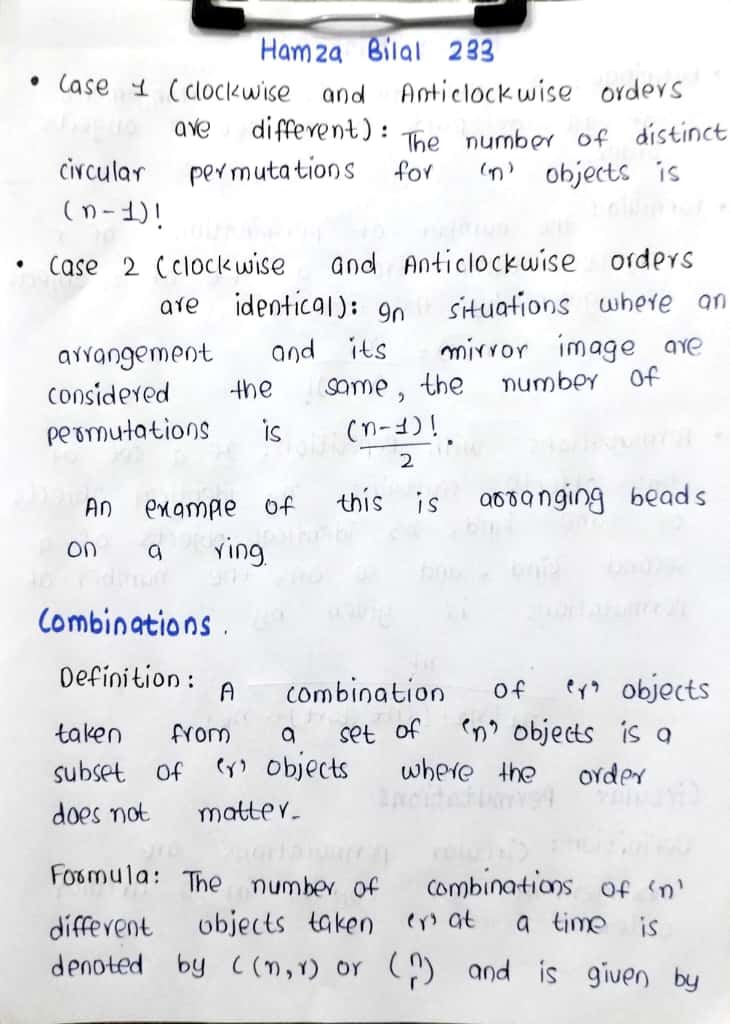 Hamza Bilal 233
• Case 1 (clockwise and Anticlockwise orders
are different): The number of distinct
circular permutations for 'n' objects is
(n-1)!
• Case 2 (clockwise and Anticlockwise orders
are identical): In situations where an
arrangement and its mirror image are
considered the same, the number of
permutations is (n-1)!/2.
An example of this is arranging beads
on a ring.
Combinations.
Definition: A combination of 'r' objects
taken from a set of 'n' objects is a
subset of 'r' objects where the order
does not matter.
Formula: The number of combinations of 'n'
different objects taken 'r' at a time is
denoted by C(n,r) or (n r) and is given by